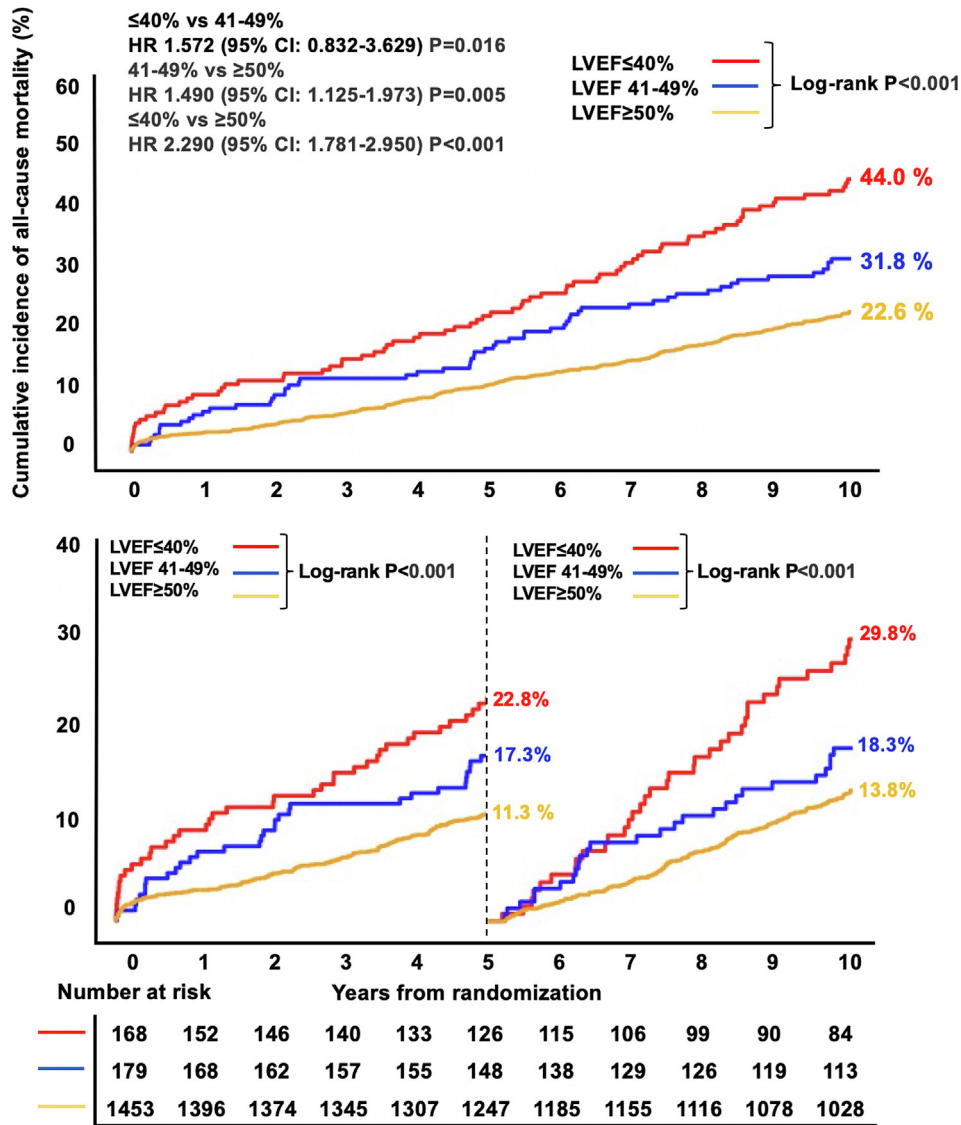 ≤40% vs 41-49%
HR 1.572 (95% CI: 0.832-3.629) P=0.016
41-49% vs ≥50%
HR 1.490 (95% CI: 1.125-1.973) P=0.005
≤40% vs ≥50%
HR 2.290 (95% CI: 1.781-2.950) P<0.001
LVEF≤40%
LVEF 41-49%
LVEF≥50%
Log-rank P<0.001
Cumulative incidence of all-cause mortality (%)
60
50
40
30
20
10
0
44.0 %
31.8 %
22.6 %
0 1 2 3 4 5 6 7 8 9 10
40
30
20
10
0
LVEF≤40%
LVEF 41-49%
LVEF≥50%
Log-rank P<0.001
22.8%
17.3%
11.3 %
LVEF≤40%
LVEF 41-49%
LVEF≥50%
Log-rank P<0.001
29.8%
18.3%
13.8%
0 1 2 3 4 5 6 7 8 9 10
Number at risk
Years from randomization
168 152 146 140 133 126 115 106 99 90 84
179 168 162 157 155 148 138 129 126 119 113
1453 1396 1374 1345 1307 1247 1185 1155 1116 1078 1028